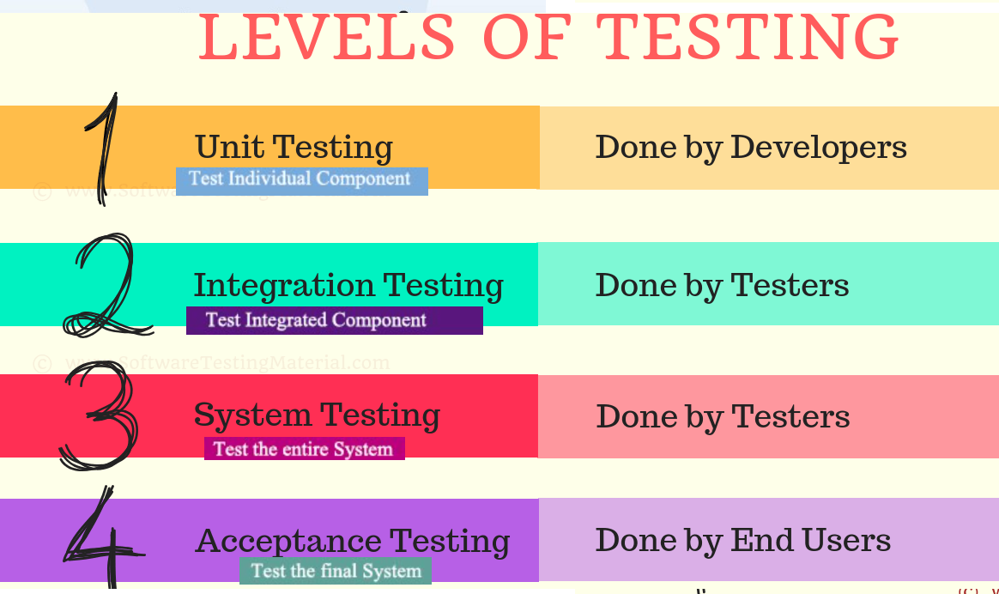 LEVELS OF TESTING
1 Unit Testing Done by Developers
Test Individual Component
© www.SoftwareTestingMaterial.com
2 Integration Testing Done by Testers
Test Integrated Component
© www.SoftwareTestingMaterial.com
3 System Testing Done by Testers
Test the entire System
4 Acceptance Testing Done by End Users
Test the final System